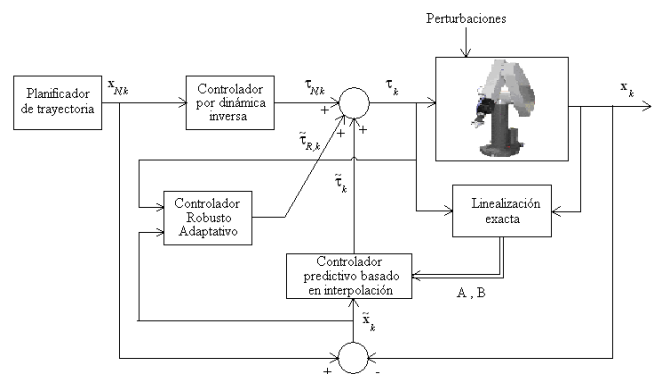 Perturbaciones
Planificador
de trayectoria
x_Nk
Controlador
por dinámica
inversa
τ_Nk
+
+
+
τ_k
x_k
τ̃_R,k
τ̃_k
Controlador
Robusto
Adaptativo
Linealización
exacta
Controlador
predictivo basado
en interpolación
A , B
x̃_k
+
-